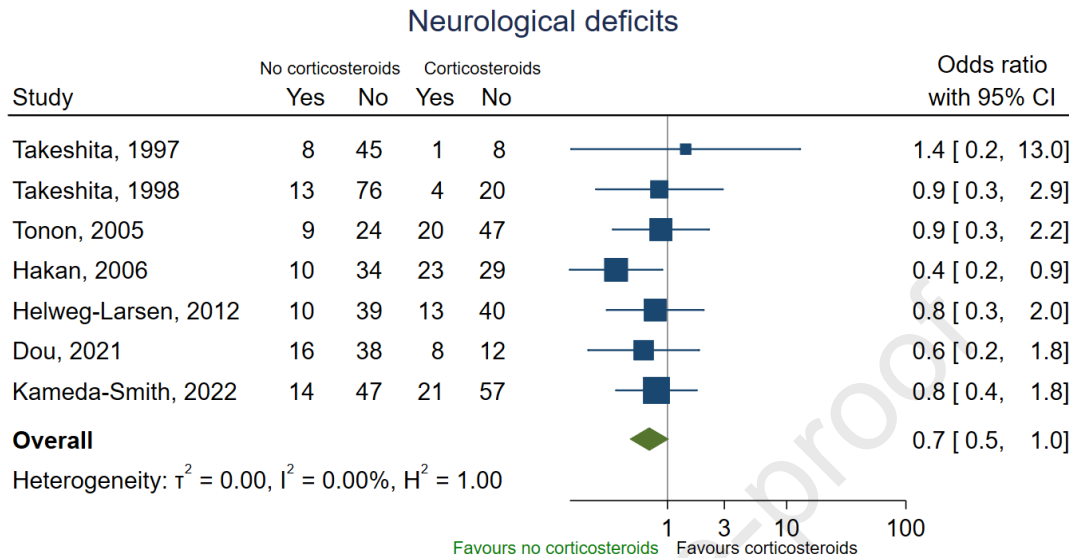 Neurological deficits
No corticosteroids Corticosteroids Odds ratio
Study Yes No Yes No with 95% CI
Takeshita, 1997 8 45 1 8 1.4 [ 0.2, 13.0]
Takeshita, 1998 13 76 4 20 0.9 [ 0.3, 2.9]
Tonon, 2005 9 24 20 47 0.9 [ 0.3, 2.2]
Hakan, 2006 10 34 23 29 0.4 [ 0.2, 0.9]
Helweg-Larsen, 2012 10 39 13 40 0.8 [ 0.3, 2.0]
Dou, 2021 16 38 8 12 0.6 [ 0.2, 1.8]
Kameda-Smith, 2022 14 47 21 57 0.8 [ 0.4, 1.8]
Overall 0.7 [ 0.5, 1.0]
Heterogeneity: τ² = 0.00, I² = 0.00%, H² = 1.00
1 3 10 100
Favours no corticosteroids Favours corticosteroids
-proof